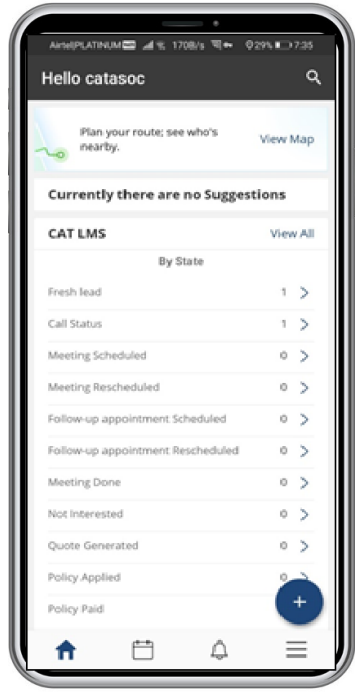 Airtel|PLATINUM 170B/s 29% 7:35
Hello catasoc
Plan your route; see who's
nearby.
View Map
Currently there are no Suggestions
CAT LMS View All
By State
Fresh lead 1
Call Status 1
Meeting Scheduled 0
Meeting Rescheduled 0
Follow-up appointment Scheduled 0
Follow-up appointment Rescheduled 0
Meeting Done 0
Not Interested 0
Quote Generated 0
Policy Applied 0
Policy Paid
+